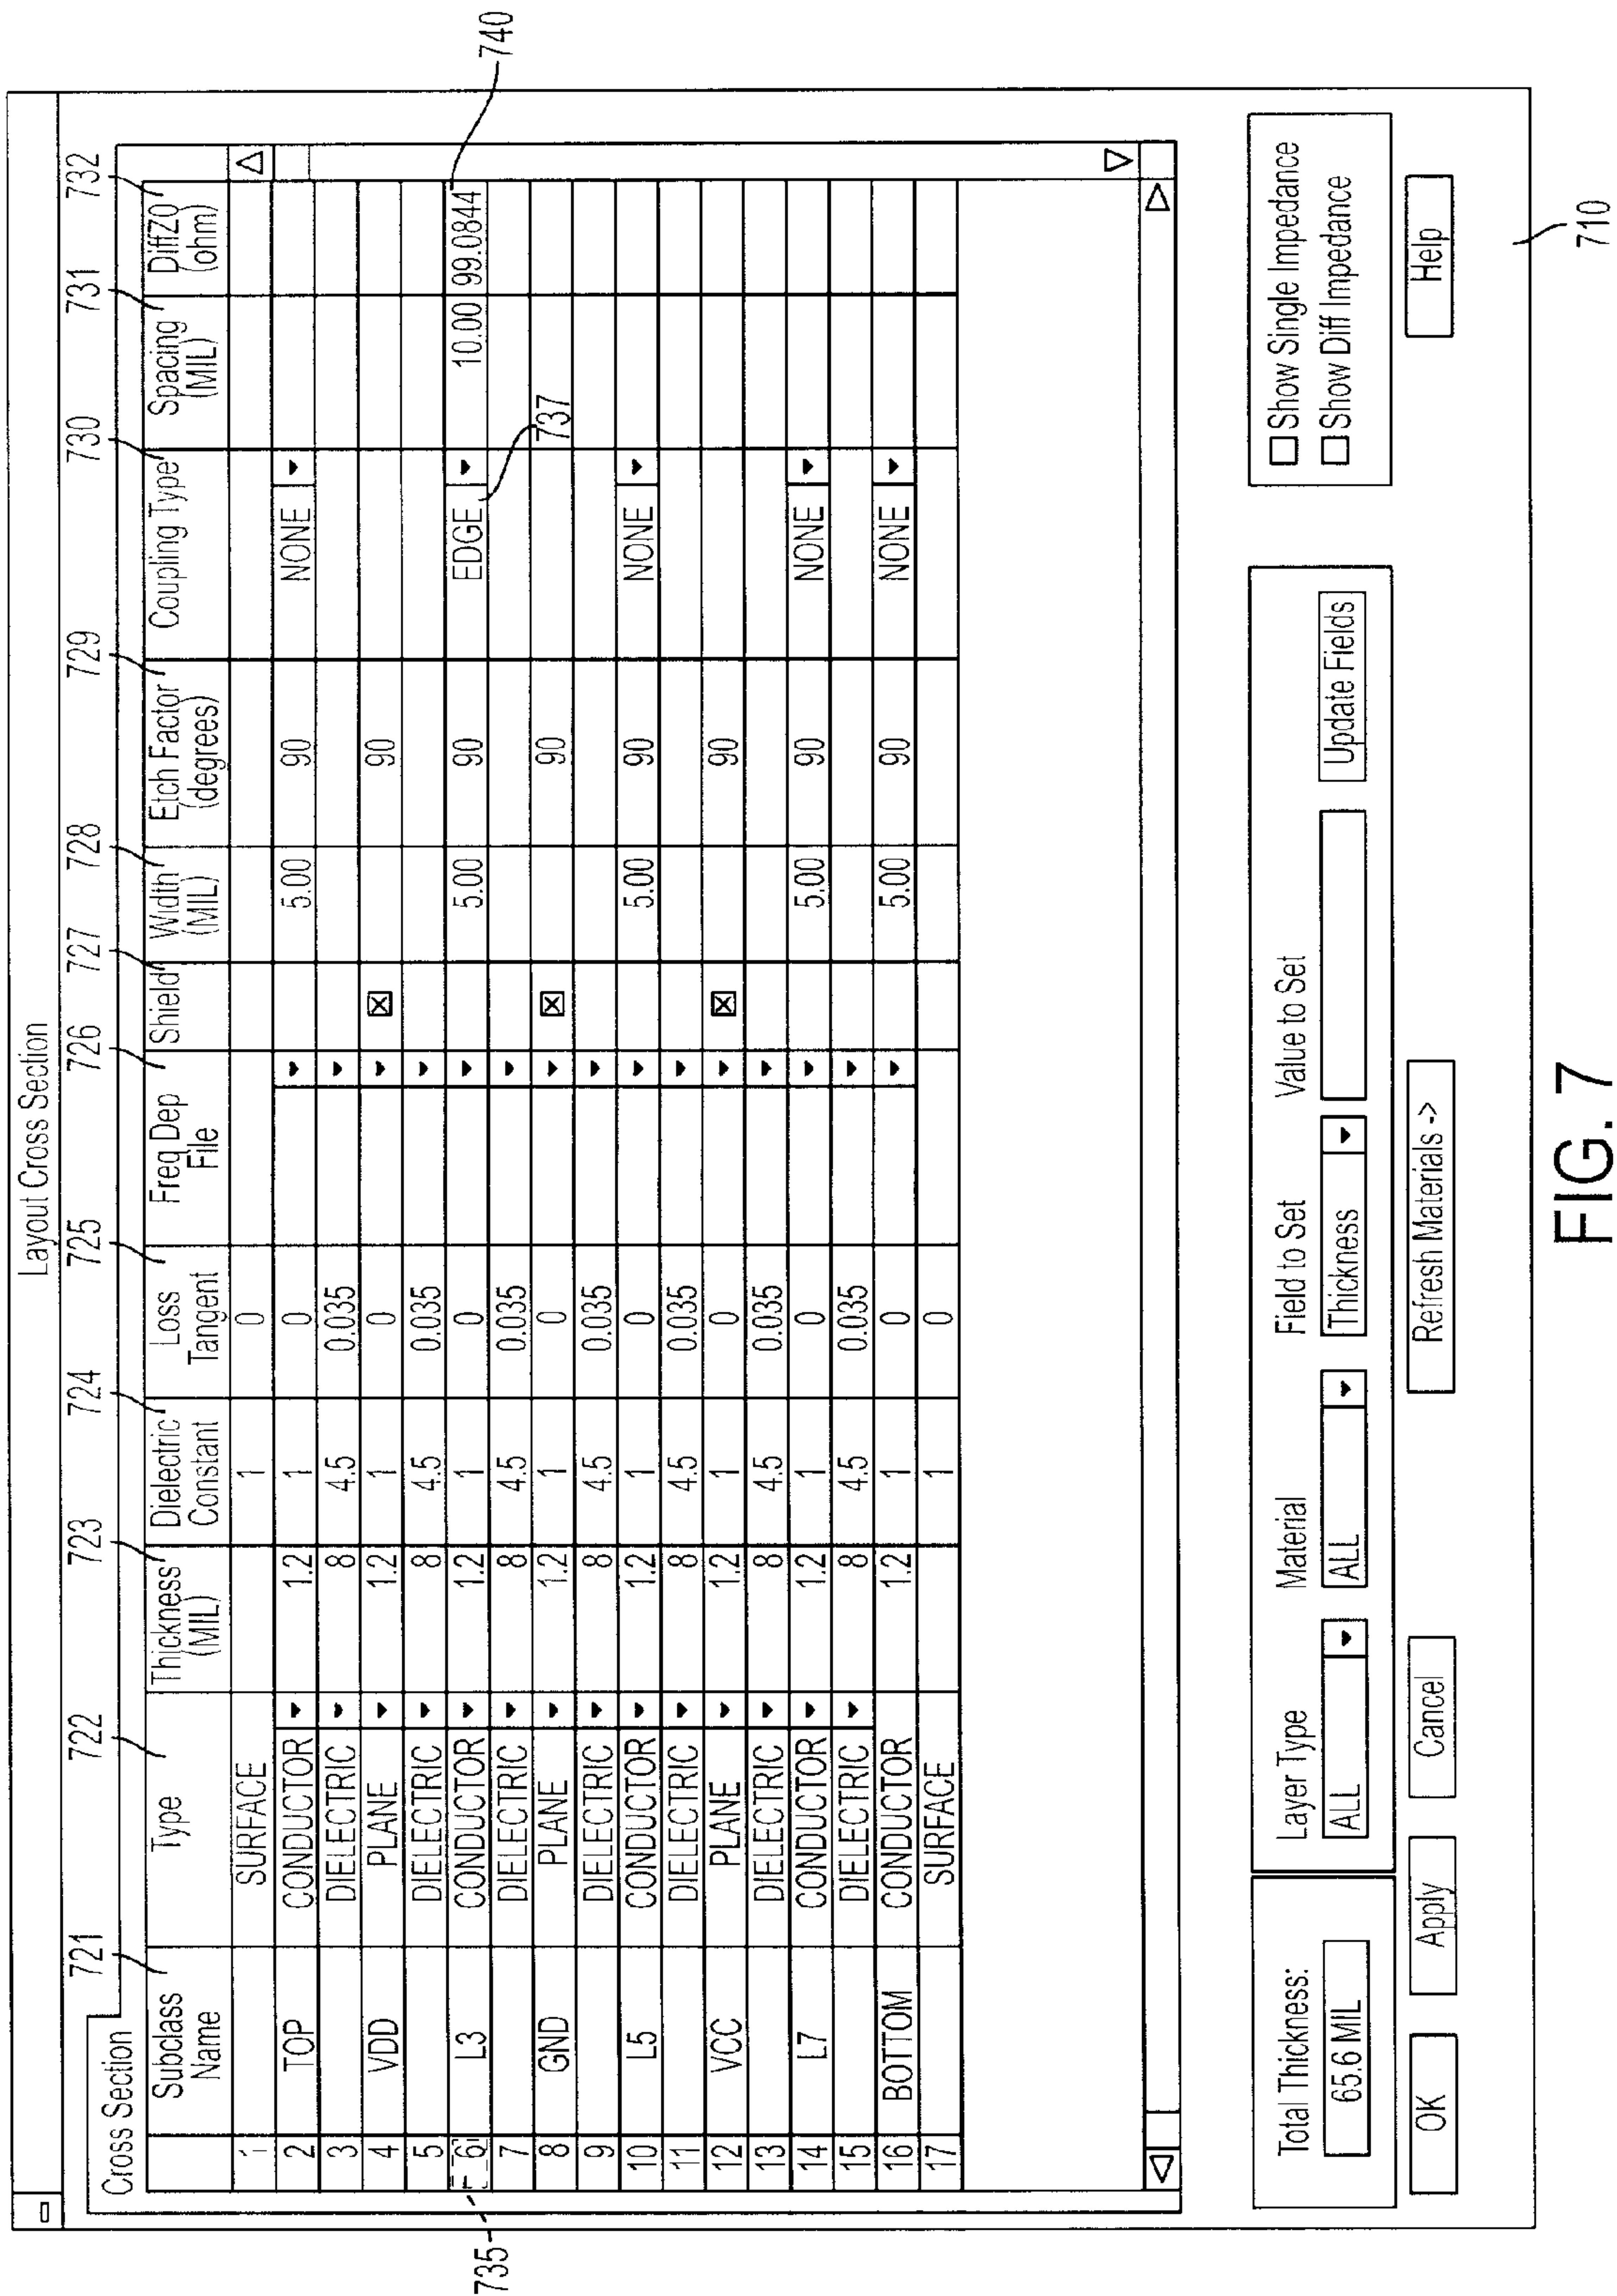 Layout Cross Section
Cross Section
721 722 723 724 725 726 727 728 729 730 731 732
Subclass Name Type Thickness (MIL) Dielectric Constant Loss Tangent Freq Dep File Shield Width (MIL) Etch Factor (degrees) Coupling Type Spacing (MIL) DiffZ0 (ohm)
1 SURFACE 1 0
2 TOP CONDUCTOR 1.2 1 0 5.00 90 NONE
3 DIELECTRIC 8 4.5 0.035
4 VDD PLANE 1.2 1 0 90
5 DIELECTRIC 8 4.5 0.035
735 6 L3 CONDUCTOR 1.2 1 0 5.00 90 EDGE 10.00 99.0844 740
7 DIELECTRIC 8 4.5 0.035
8 GND PLANE 1.2 1 0 90 737
9 DIELECTRIC 8 4.5 0.035
10 L5 CONDUCTOR 1.2 1 0 5.00 90 NONE
11 DIELECTRIC 8 4.5 0.035
12 VCC PLANE 1.2 1 0 90
13 DIELECTRIC 8 4.5 0.035
14 L7 CONDUCTOR 1.2 1 0 5.00 90 NONE
15 DIELECTRIC 8 4.5 0.035
16 BOTTOM CONDUCTOR 1.2 1 0 5.00 90 NONE
17 SURFACE 1 0
Total Thickness: Layer Type Material Field to Set Value to Set Show Single Impedance
65.6 MIL ALL ALL Thickness Update Fields Show Diff Impedance
OK Apply Cancel Refresh Materials -> Help
710
FIG. 7